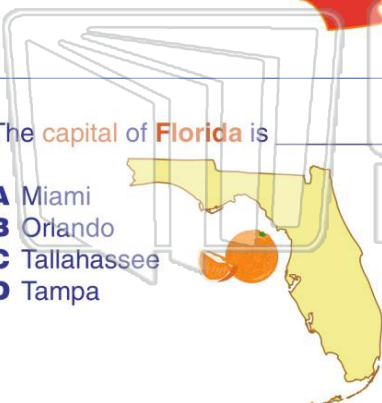 The capital of Florida is
A Miami
B Orlando
C Tallahassee
D Tampa